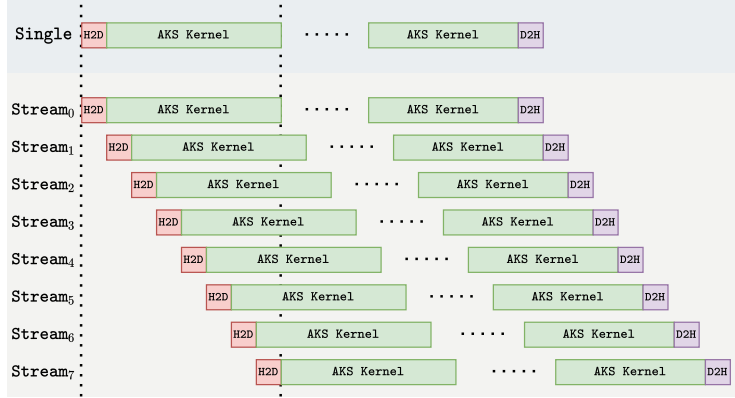 Single H2D AKS Kernel ····· AKS Kernel D2H
Stream₀ H2D AKS Kernel ····· AKS Kernel D2H
Stream₁ H2D AKS Kernel ····· AKS Kernel D2H
Stream₂ H2D AKS Kernel ····· AKS Kernel D2H
Stream₃ H2D AKS Kernel ····· AKS Kernel D2H
Stream₄ H2D AKS Kernel ····· AKS Kernel D2H
Stream₅ H2D AKS Kernel ····· AKS Kernel D2H
Stream₆ H2D AKS Kernel ····· AKS Kernel D2H
Stream₇ H2D AKS Kernel ····· AKS Kernel D2H